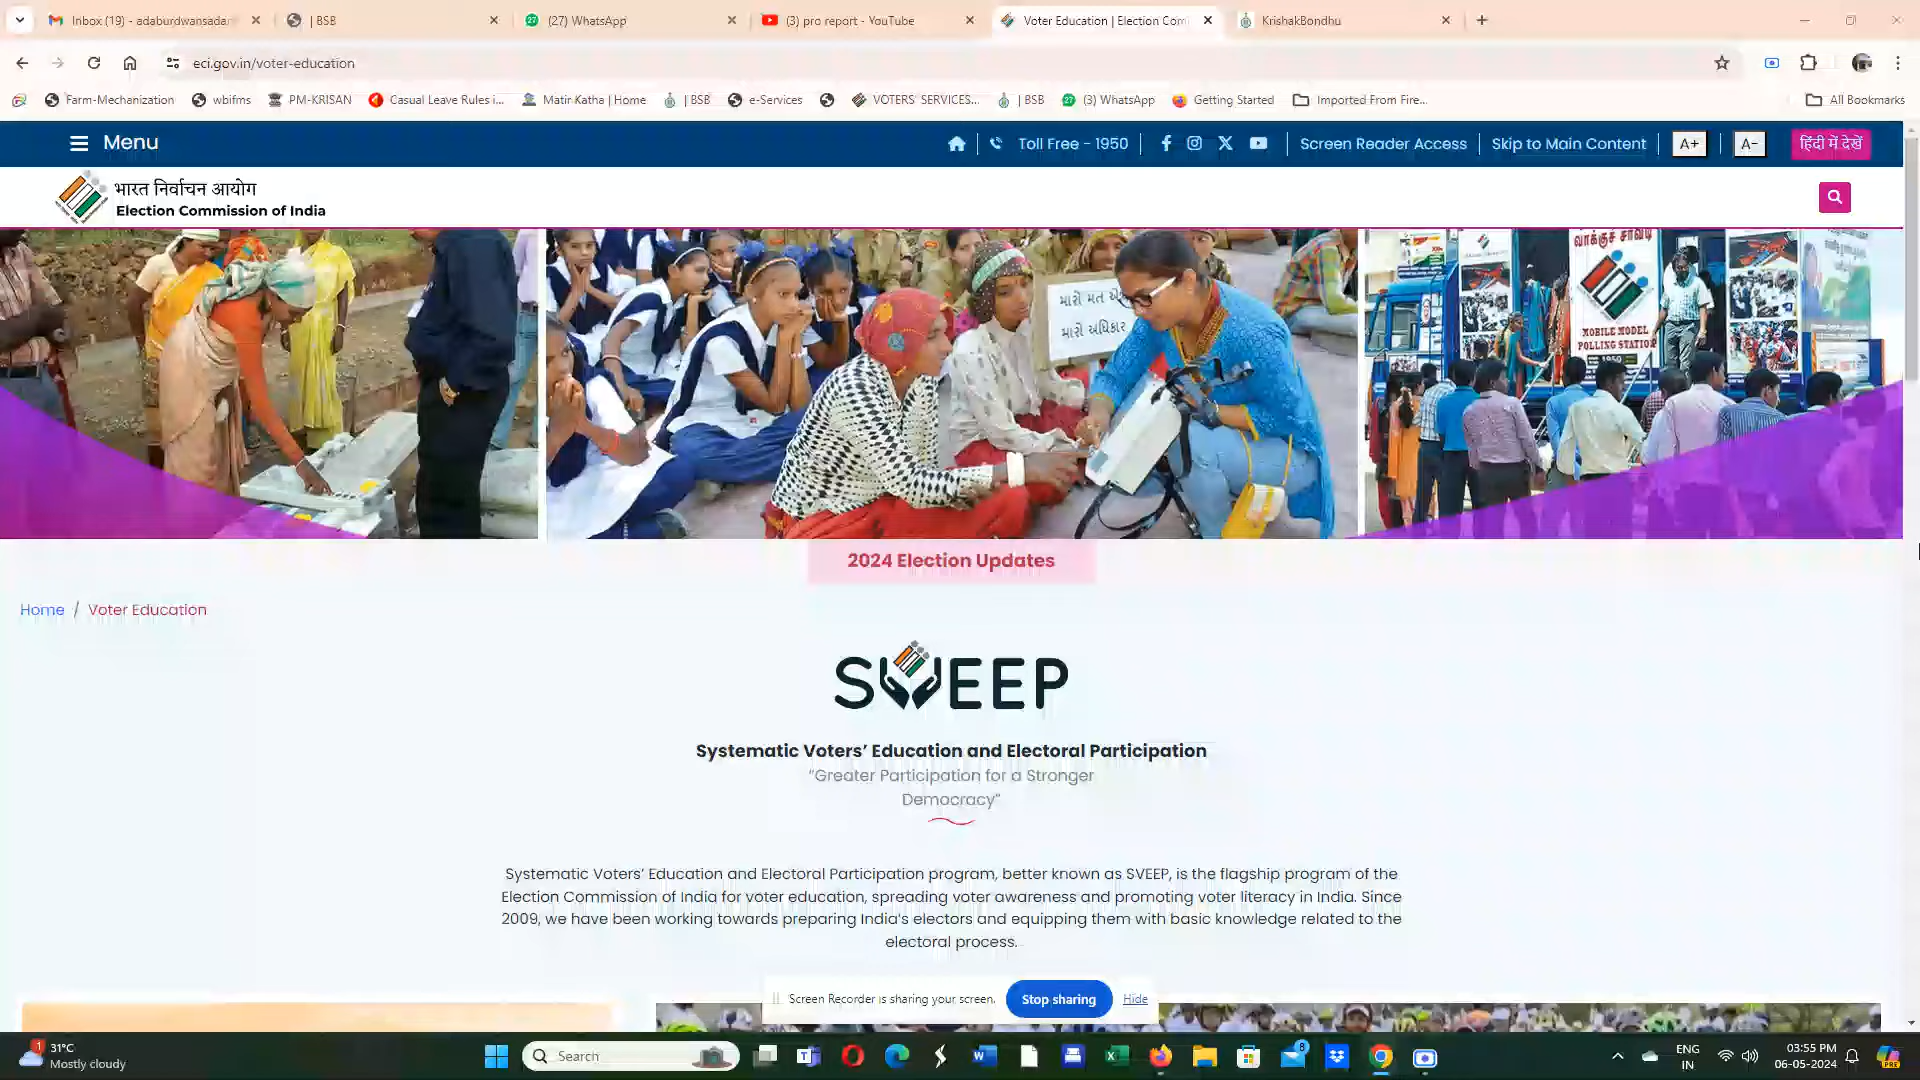 Inbox (19) - adaburdwansadar
| BSB
(27) WhatsApp
(3) pro report - YouTube
Voter Education | Election Com
KrishakBondhu
eci.gov.in/voter-education
Farm-Mechanization
wbifms
PM-KRISAN
Casual Leave Rules i...
Matir Katha | Home
| BSB
e-Services
VOTERS' SERVICES...
| BSB
(3) WhatsApp
Getting Started
Imported From Fire...
All Bookmarks
Menu
Toll Free - 1950
Screen Reader Access
Skip to Main Content
A+
A-
हिंदी में देखें
भारत निर्वाचन आयोग
Election Commission of India
મારો મત
મારો અધિકાર
வாக்குச் சாவடி
MOBILE MODEL
POLLING STATION
1950
2024 Election Updates
Home / Voter Education
SVEEP
Systematic Voters’ Education and Electoral Participation
“Greater Participation for a Stronger
Democracy”
Systematic Voters’ Education and Electoral Participation program, better known as SVEEP, is the flagship program of the
Election Commission of India for voter education, spreading voter awareness and promoting voter literacy in India. Since
2009, we have been working towards preparing India's electors and equipping them with basic knowledge related to the
electoral process.
Screen Recorder is sharing your screen.
Stop sharing
Hide
1
31°C
Mostly cloudy
Search
8
ENG
IN
03:55 PM
06-05-2024
PRE